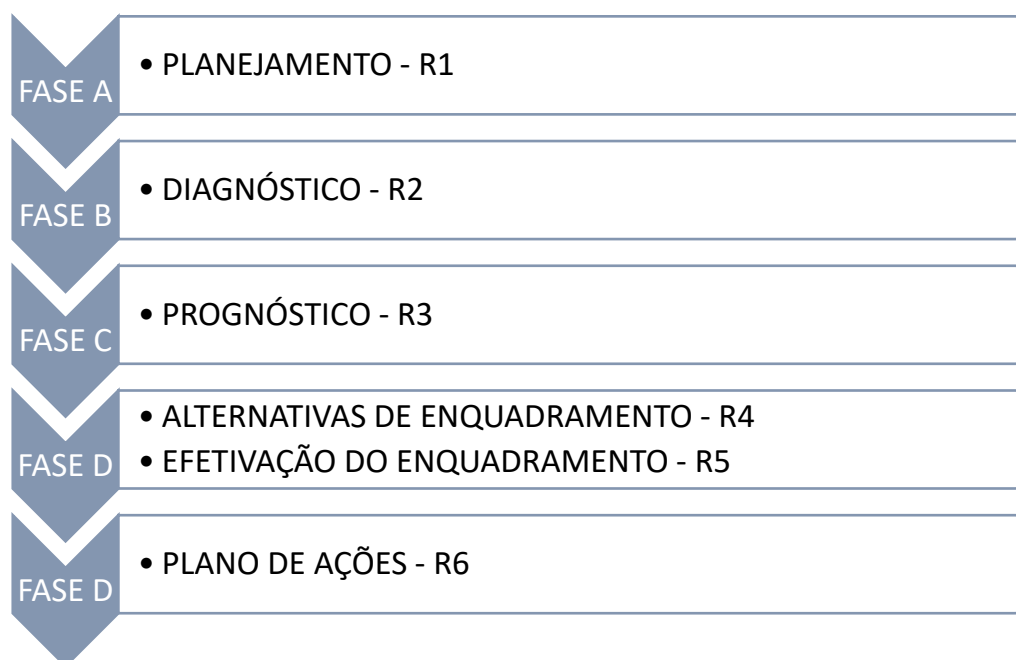 FASE A
• PLANEJAMENTO - R1
FASE B
• DIAGNÓSTICO - R2
FASE C
• PROGNÓSTICO - R3
FASE D
• ALTERNATIVAS DE ENQUADRAMENTO - R4
• EFETIVAÇÃO DO ENQUADRAMENTO - R5
FASE D
• PLANO DE AÇÕES - R6